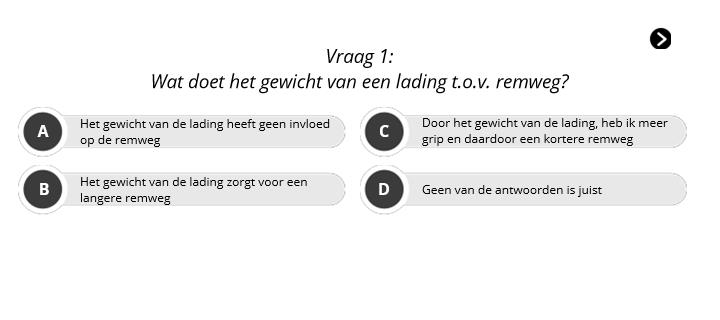 Vraag 1:
Wat doet het gewicht van een lading t.o.v. remweg?
A
Het gewicht van de lading heeft geen invloed
op de remweg
B
Het gewicht van de lading zorgt voor een
langere remweg
C
Door het gewicht van de lading, heb ik meer
grip en daardoor een kortere remweg
D
Geen van de antwoorden is juist